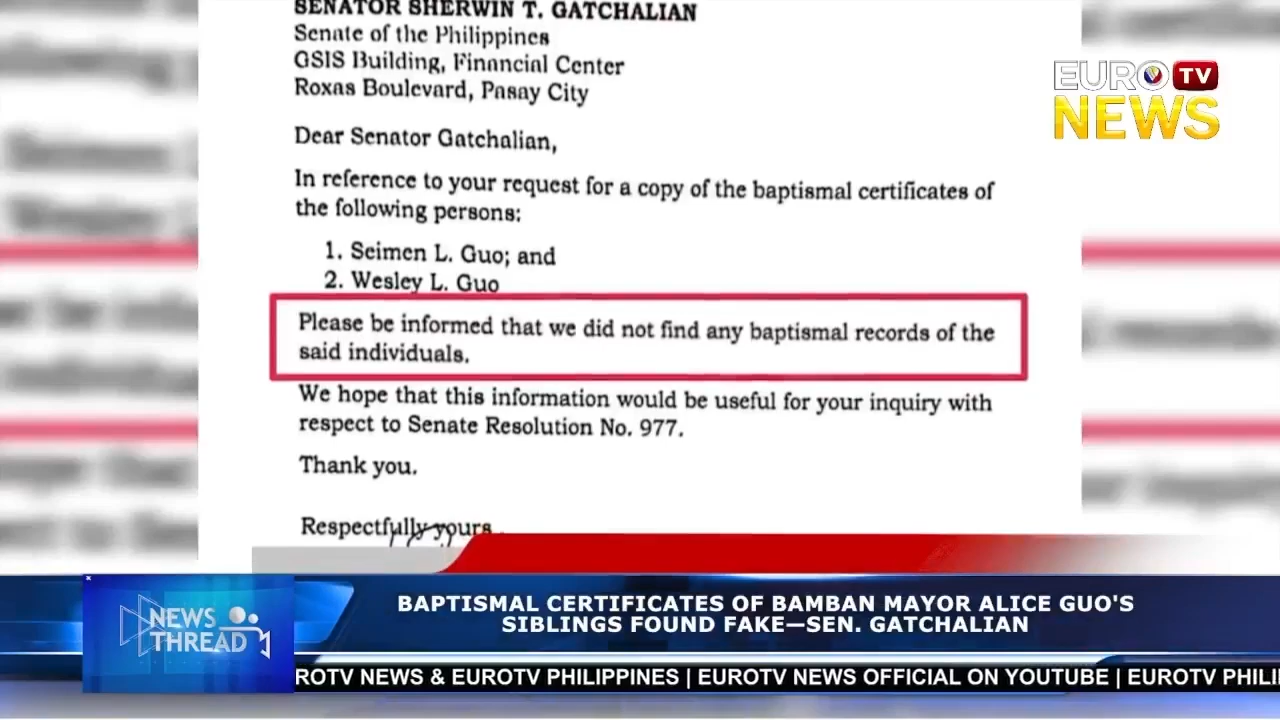 SENATOR SHERWIN T. GATCHALIAN
Senate of the Philippines
GSIS Building, Financial Center
Roxas Boulevard, Pasay City
Dear Senator Gatchalian,
In reference to your request for a copy of the baptismal certificates of
the following persons:
1. Seimen L. Guo; and
2. Wesley L. Guo
Please be informed that we did not find any baptismal records of the
said individuals.
We hope that this information would be useful for your inquiry with
respect to Senate Resolution No. 977.
Thank you.
Respectfully yours
EURO TV
NEWS
NEWS
THREAD
BAPTISMAL CERTIFICATES OF BAMBAN MAYOR ALICE GUO'S
SIBLINGS FOUND FAKE—SEN. GATCHALIAN
ROTV NEWS & EUROTV PHILIPPINES | EUROTV NEWS OFFICIAL ON YOUTUBE | EUROTV PHILI